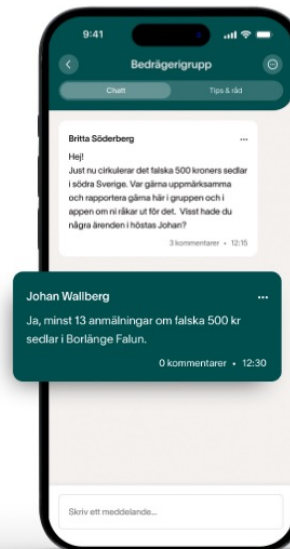 9:41
Bedrägerigrupp
Chatt
Tips & råd
Britta Söderberg
...
Hej!
Just nu cirkulerar det falska 500 kroners sedlar
i södra Sverige. Var gärna uppmärksamma
och rapportera gärna här i gruppen och i
appen om ni råkar ut för det. Visst hade du
några ärenden i höstas Johan?
3 kommentarer • 12:15
Johan Wallberg
...
Ja, minst 13 anmälningar om falska 500 kr
sedlar i Borlänge Falun.
0 kommentarer • 12:30
Skriv ett meddelande...